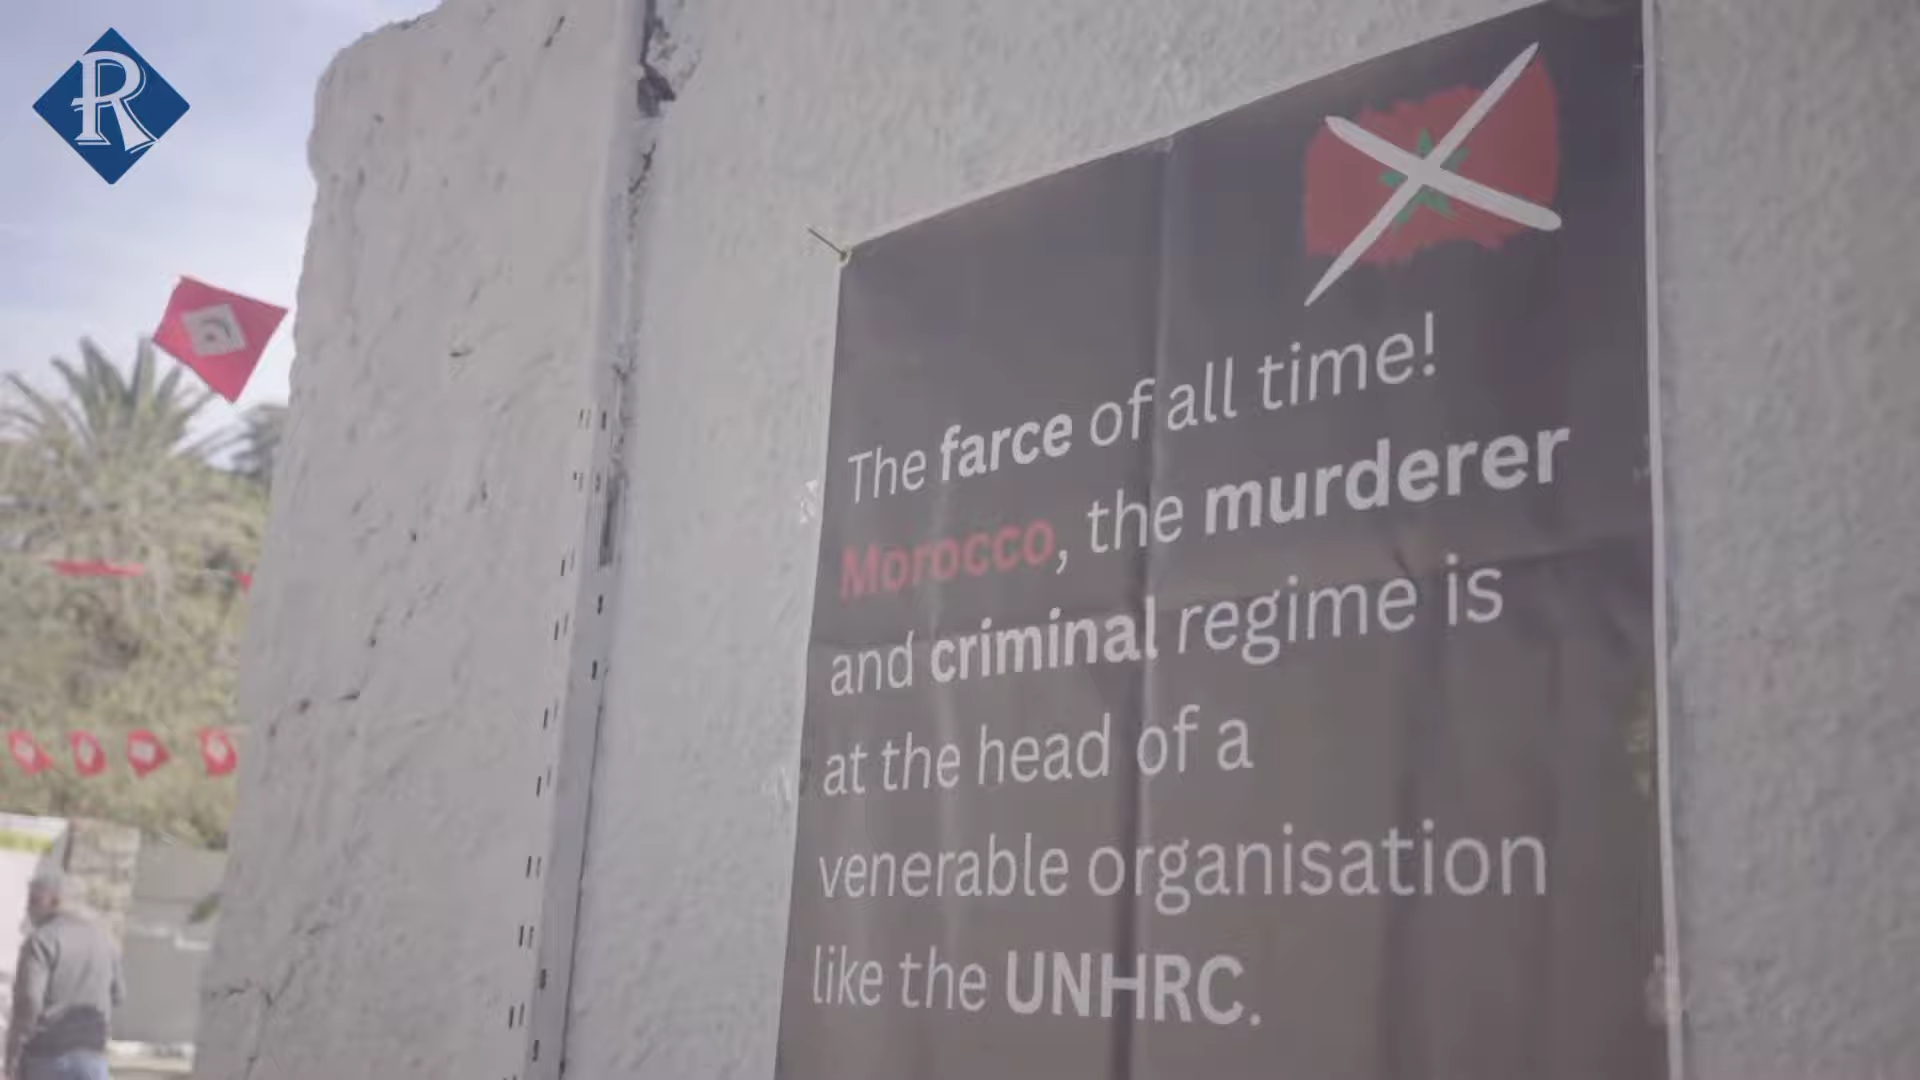 R
The farce of all time!
Morocco, the murderer
and criminal regime is
at the head of a
venerable organisation
like the UNHRC.